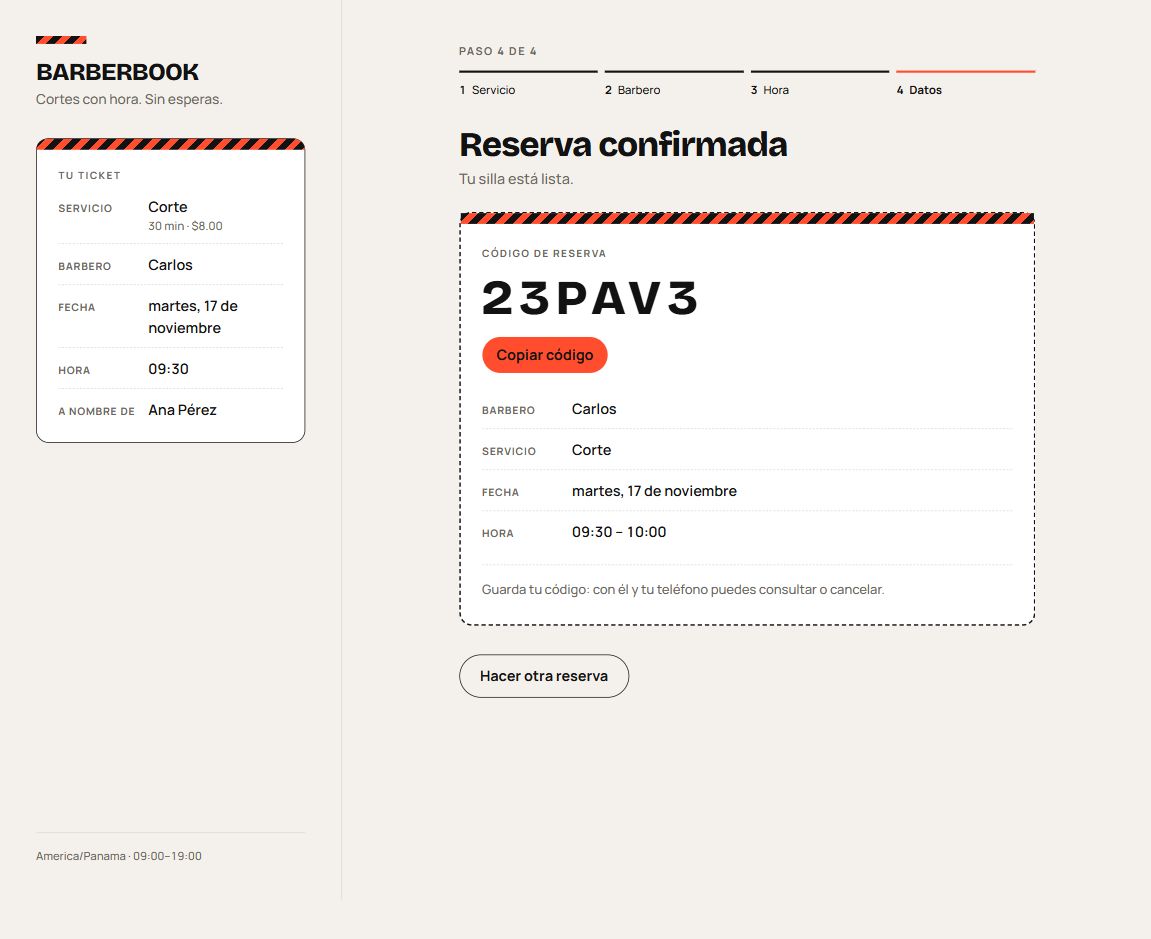 BARBERBOOK
Cortes con hora. Sin esperas.
TU TICKET
SERVICIO Corte
30 min · $8.00
BARBERO Carlos
FECHA martes, 17 de
noviembre
HORA 09:30
A NOMBRE DE Ana Pérez
America/Panama · 09:00–19:00
PASO 4 DE 4
1 Servicio 2 Barbero 3 Hora 4 Datos
Reserva confirmada
Tu silla está lista.
CÓDIGO DE RESERVA
23PAV3
Copiar código
BARBERO Carlos
SERVICIO Corte
FECHA martes, 17 de noviembre
HORA 09:30 – 10:00
Guarda tu código: con él y tu teléfono puedes consultar o cancelar.
Hacer otra reserva